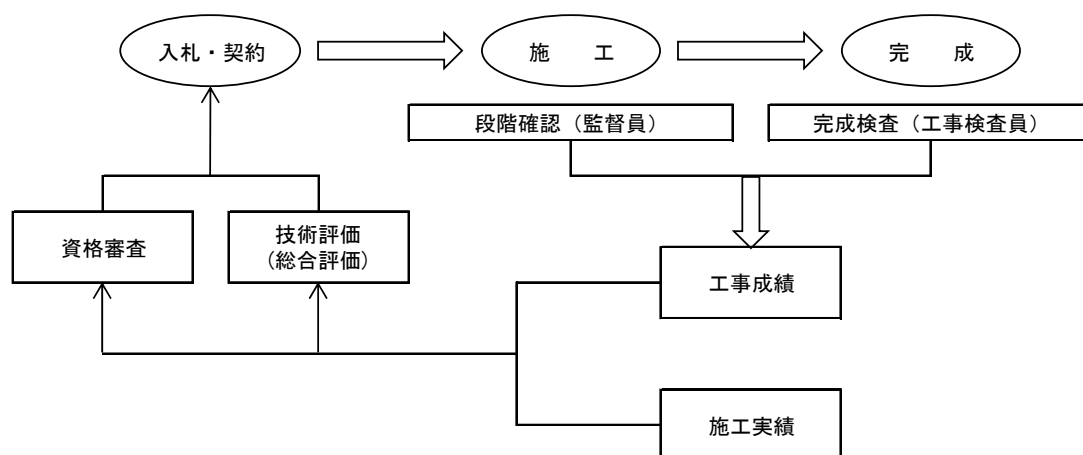 入札・契約
施　　工
完　　成
段階確認（監督員）
完成検査（工事検査員）
資格審査
技術評価
(総合評価)
工事成績
施工実績